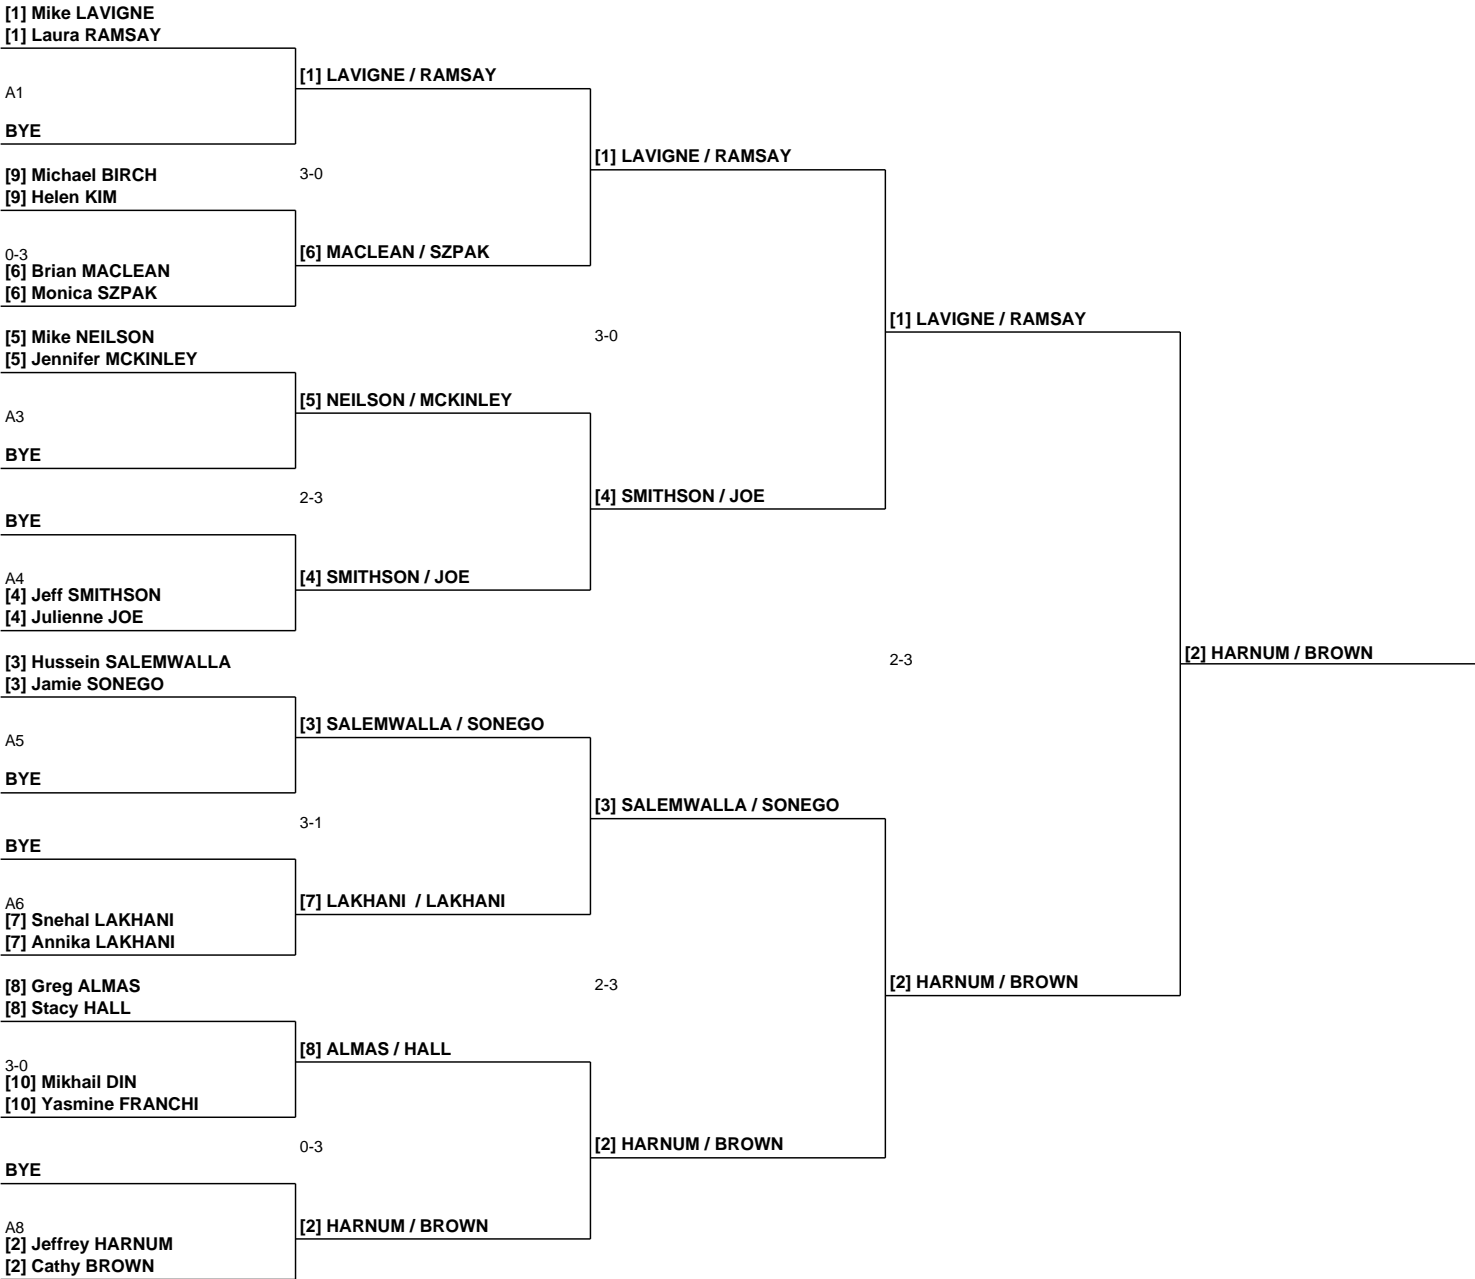 [1] Mike LAVIGNE
[1] Laura RAMSAY
[1] LAVIGNE / RAMSAY
A1
BYE
[1] LAVIGNE / RAMSAY
[9] Michael BIRCH
3-0
[9] Helen KIM
0-3
[6] MACLEAN / SZPAK
[6] Brian MACLEAN
[6] Monica SZPAK
[1] LAVIGNE / RAMSAY
[5] Mike NEILSON
3-0
[5] Jennifer MCKINLEY
[5] NEILSON / MCKINLEY
A3
BYE
2-3
[4] SMITHSON / JOE
BYE
A4
[4] SMITHSON / JOE
[4] Jeff SMITHSON
[4] Julienne JOE
[2] HARNUM / BROWN
[3] Hussein SALEMWALLA
2-3
[3] Jamie SONEGO
[3] SALEMWALLA / SONEGO
A5
BYE
[3] SALEMWALLA / SONEGO
3-1
BYE
A6
[7] LAKHANI  / LAKHANI
[7] Snehal LAKHANI
[7] Annika LAKHANI
[8] Greg ALMAS
2-3
[2] HARNUM / BROWN
[8] Stacy HALL
[8] ALMAS / HALL
3-0
[10] Mikhail DIN
[10] Yasmine FRANCHI
0-3
[2] HARNUM / BROWN
BYE
A8
[2] HARNUM / BROWN
[2] Jeffrey HARNUM
[2] Cathy BROWN